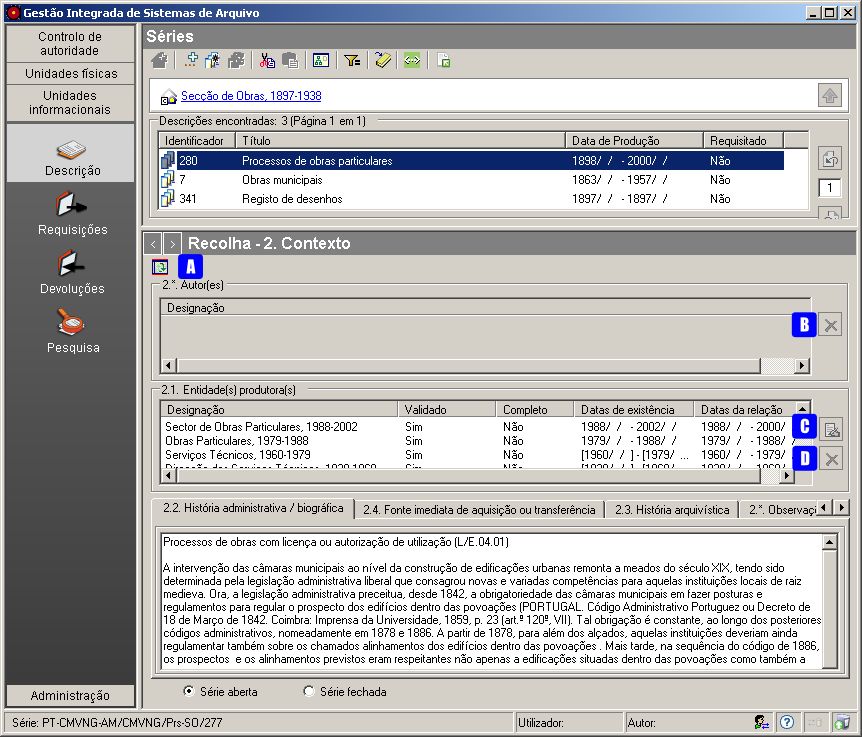 Gestão Integrada de Sistemas de Arquivo
Controlo de
autoridade
Unidades físicas
Unidades
informacionais
Descrição
Requisições
Devoluções
Pesquisa
Administração
Séries
Secção de Obras, 1897-1938
Descrições encontradas: 3 (Página 1 em 1)
Identificador Título Data de Produção Requisitado
280 Processos de obras particulares 1898/ / - 2000/ / Não
7 Obras municipais 1863/ / - 1957/ / Não
341 Registo de desenhos 1897/ / - 1897/ / Não
1
Recolha - 2. Contexto
A
2.*. Autor(es)
Designação
B
2.1. Entidade(s) produtora(s)
Designação Validado Completo Datas de existência Datas da relação
Sector de Obras Particulares, 1988-2002 Sim Não 1988/ / - 2002/ / 1988/ / - 2000/
C
Obras Particulares, 1979-1988 Sim Não 1979/ / - 1988/ / 1979/ / - 1988/ /
Serviços Técnicos, 1960-1979 Sim Não [1960/ / ] - [1979/ ... 1960/ / - 1979/
D
2.2. História administrativa / biográfica 2.4. Fonte imediata de aquisição ou transferência 2.3. História arquivística 2.*. Observaç
Processos de obras com licença ou autorização de utilização (L/E.04.01)
A intervenção das câmaras municipais ao nível da construção de edificações urbanas remonta a meados do século XIX, tendo sido
determinada pela legislação administrativa liberal que consagrou novas e variadas competências para aquelas instituições locais de raiz
medieva. Ora, a legislação administrativa preceitua, desde 1842, a obrigatoriedade das câmaras municipais em fazer posturas e
regulamentos para regular o prospecto dos edifícios dentro das povoações (PORTUGAL. Código Administrativo Portuguez ou Decreto de
18 de Março de 1842. Coimbra: Imprensa da Universidade, 1859, p. 23 (art.º 120º, VII). Tal obrigação é constante, ao longo dos posteriores
códigos administrativos, nomeadamente em 1878 e 1886. A partir de 1878, para além dos alçados, aquelas instituições deveriam ainda
regulamentar também sobre os chamados alinhamentos dos edifícios dentro das povoações . Mais tarde, na sequência do código de 1886,
os prospectos e os alinhamentos previstos eram respeitantes não apenas a edificações situadas dentro das povoações como também a
Série aberta Série fechada
Série: PT-CMVNG-AM/CMVNG/Prs-SO/277 Utilizador: Autor: